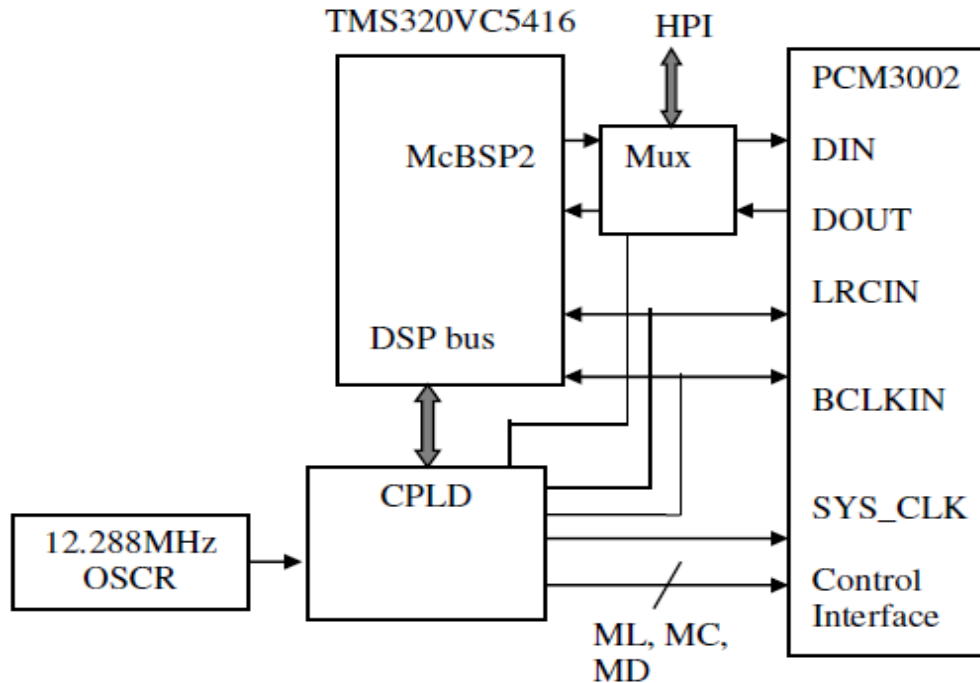 TMS320VC5416
HPI
PCM3002
McBSP2
Mux
DIN
DOUT
LRCIN
DSP bus
BCLKIN
CPLD
SYS_CLK
12.288MHz
OSCR
Control
Interface
ML, MC,
MD